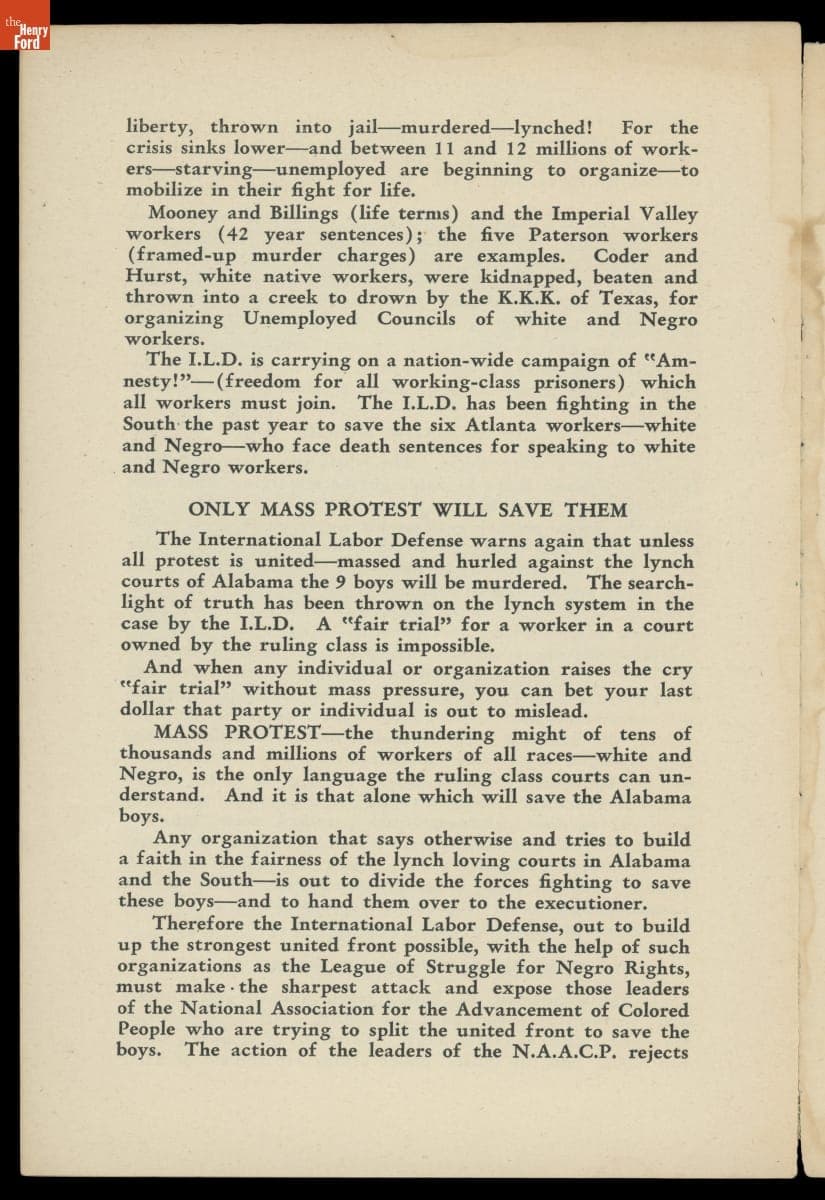 the
Henry
Ford
liberty, thrown into jail—murdered—lynched! For the
crisis sinks lower—and between 11 and 12 millions of work-
ers—starving—unemployed are beginning to organize—to
mobilize in their fight for life.
Mooney and Billings (life terms) and the Imperial Valley
workers (42 year sentences); the five Paterson workers
(framed-up murder charges) are examples. Coder and
Hurst, white native workers, were kidnapped, beaten and
thrown into a creek to drown by the K.K.K. of Texas, for
organizing Unemployed Councils of white and Negro
workers.
The I.L.D. is carrying on a nation-wide campaign of "Am-
nesty!"—(freedom for all working-class prisoners) which
all workers must join. The I.L.D. has been fighting in the
South the past year to save the six Atlanta workers—white
and Negro—who face death sentences for speaking to white
and Negro workers.
ONLY MASS PROTEST WILL SAVE THEM
The International Labor Defense warns again that unless
all protest is united—massed and hurled against the lynch
courts of Alabama the 9 boys will be murdered. The search-
light of truth has been thrown on the lynch system in the
case by the I.L.D. A "fair trial" for a worker in a court
owned by the ruling class is impossible.
And when any individual or organization raises the cry
"fair trial" without mass pressure, you can bet your last
dollar that party or individual is out to mislead.
MASS PROTEST—the thundering might of tens of
thousands and millions of workers of all races—white and
Negro, is the only language the ruling class courts can un-
derstand. And it is that alone which will save the Alabama
boys.
Any organization that says otherwise and tries to build
a faith in the fairness of the lynch loving courts in Alabama
and the South—is out to divide the forces fighting to save
these boys—and to hand them over to the executioner.
Therefore the International Labor Defense, out to build
up the strongest united front possible, with the help of such
organizations as the League of Struggle for Negro Rights,
must make the sharpest attack and expose those leaders
of the National Association for the Advancement of Colored
People who are trying to split the united front to save the
boys. The action of the leaders of the N.A.A.C.P. rejects